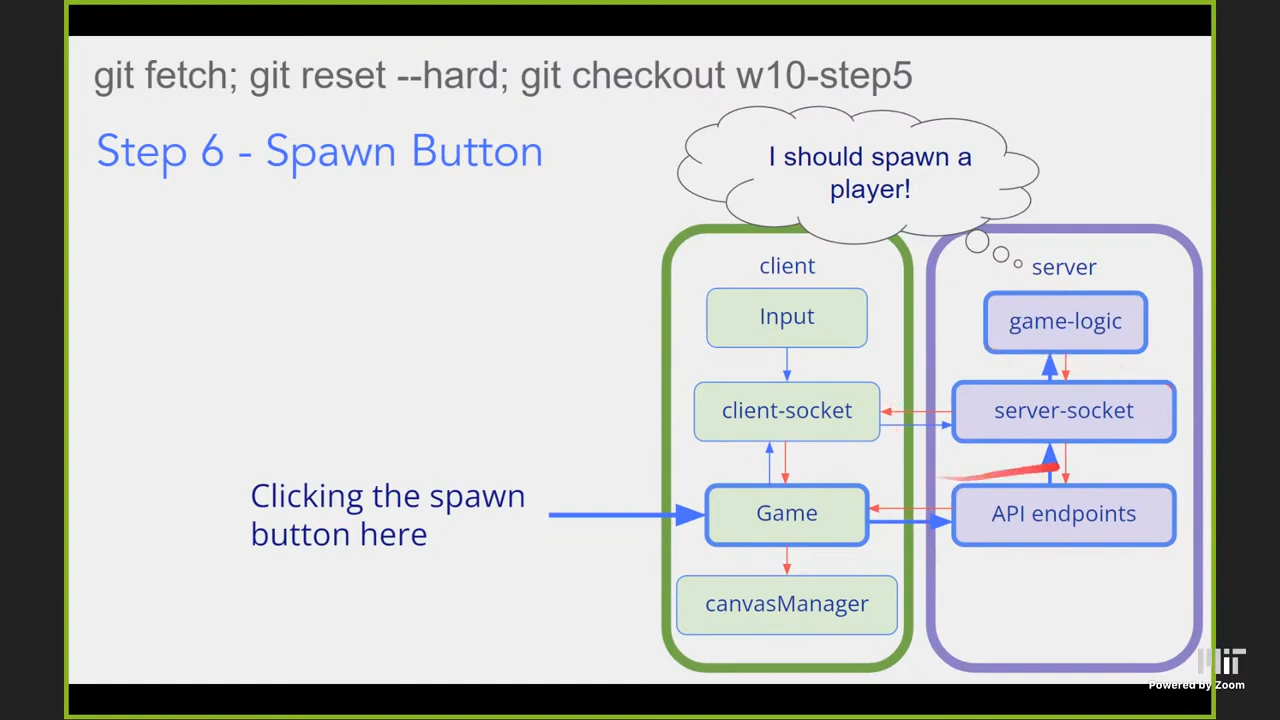 git fetch; git reset --hard; git checkout w10-step5
Step 6 - Spawn Button
I should spawn a
player!
client
server
Input
game-logic
client-socket
server-socket
Clicking the spawn
button here
Game
API endpoints
canvasManager
MIT
Powered by Zoom